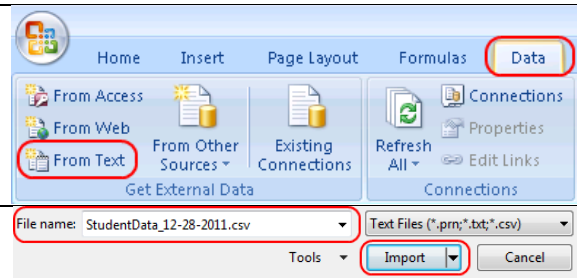 Home Insert Page Layout Formulas Data
From Access
From Web
From Text
From Other
Sources
Existing
Connections
Get External Data
Refresh
All
Connections
Properties
Edit Links
Connections
File name: StudentData_12-28-2011.csv Text Files (*.prn;*.txt;*.csv)
Tools Import Cancel